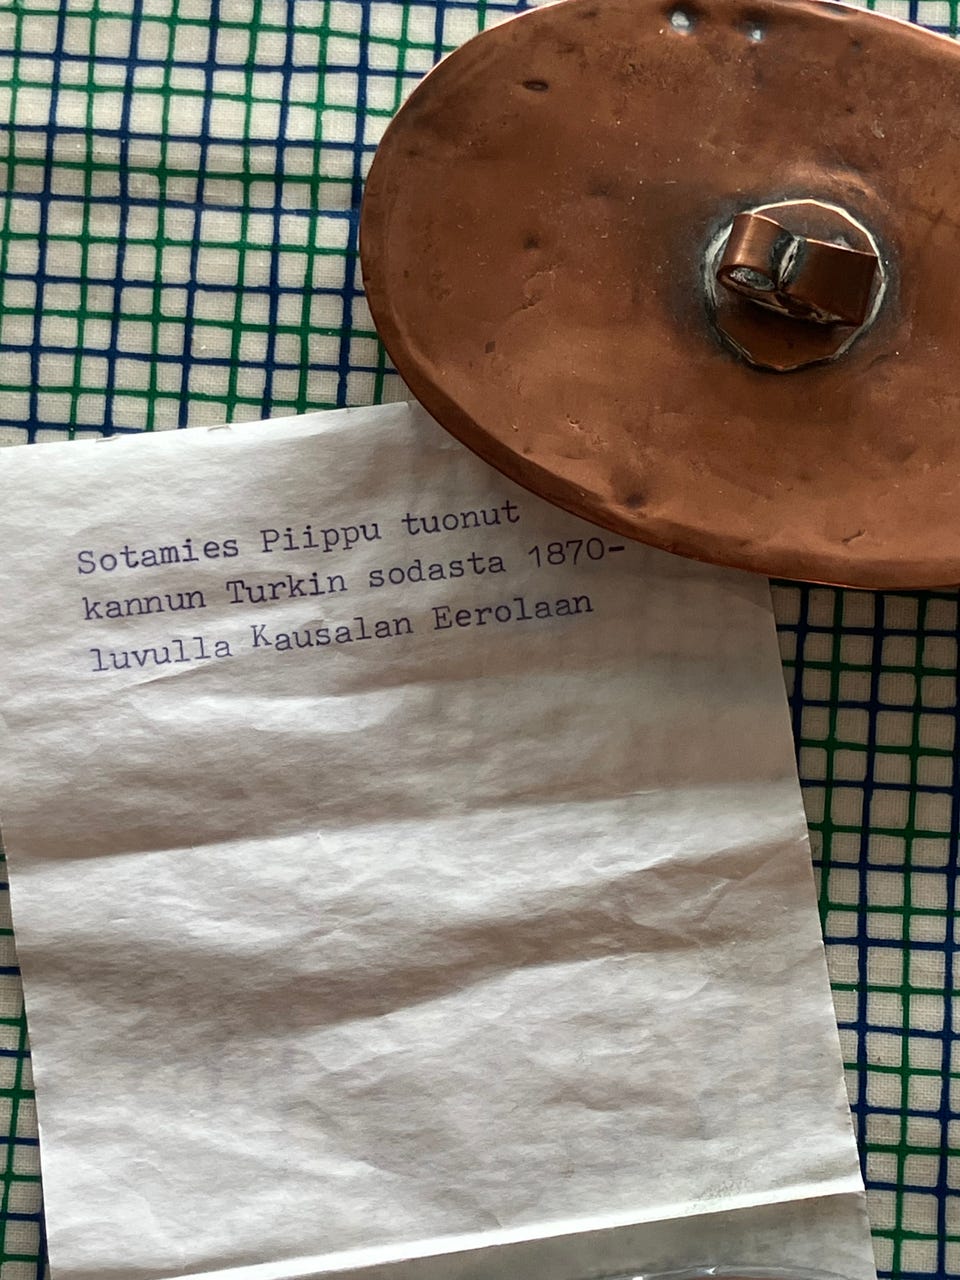 Sotamies Piippu tuonut
kannun Turkin sodasta 1870-
luvulla Kausalan Eerolaan